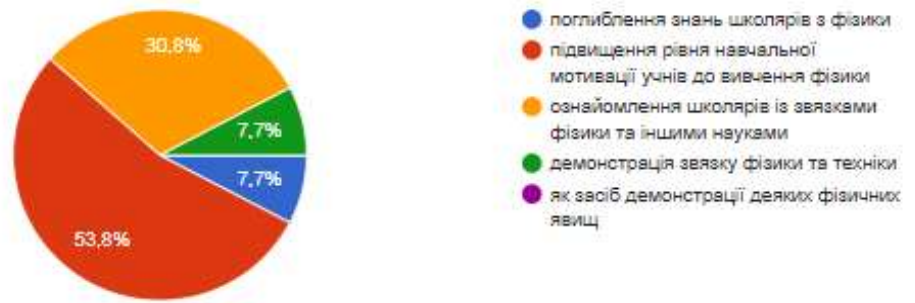 30,8%
7,7%
7,7%
53,8%
поглиблення знань школярів з фізики
підвищення рівня навчальної
мотивації учнів до вивчення фізики
ознайомлення школярів із звязками
фізики та іншими науками
демонстрація звязку фізики та техніки
як засіб демонстрації деяких фізичних
явищ